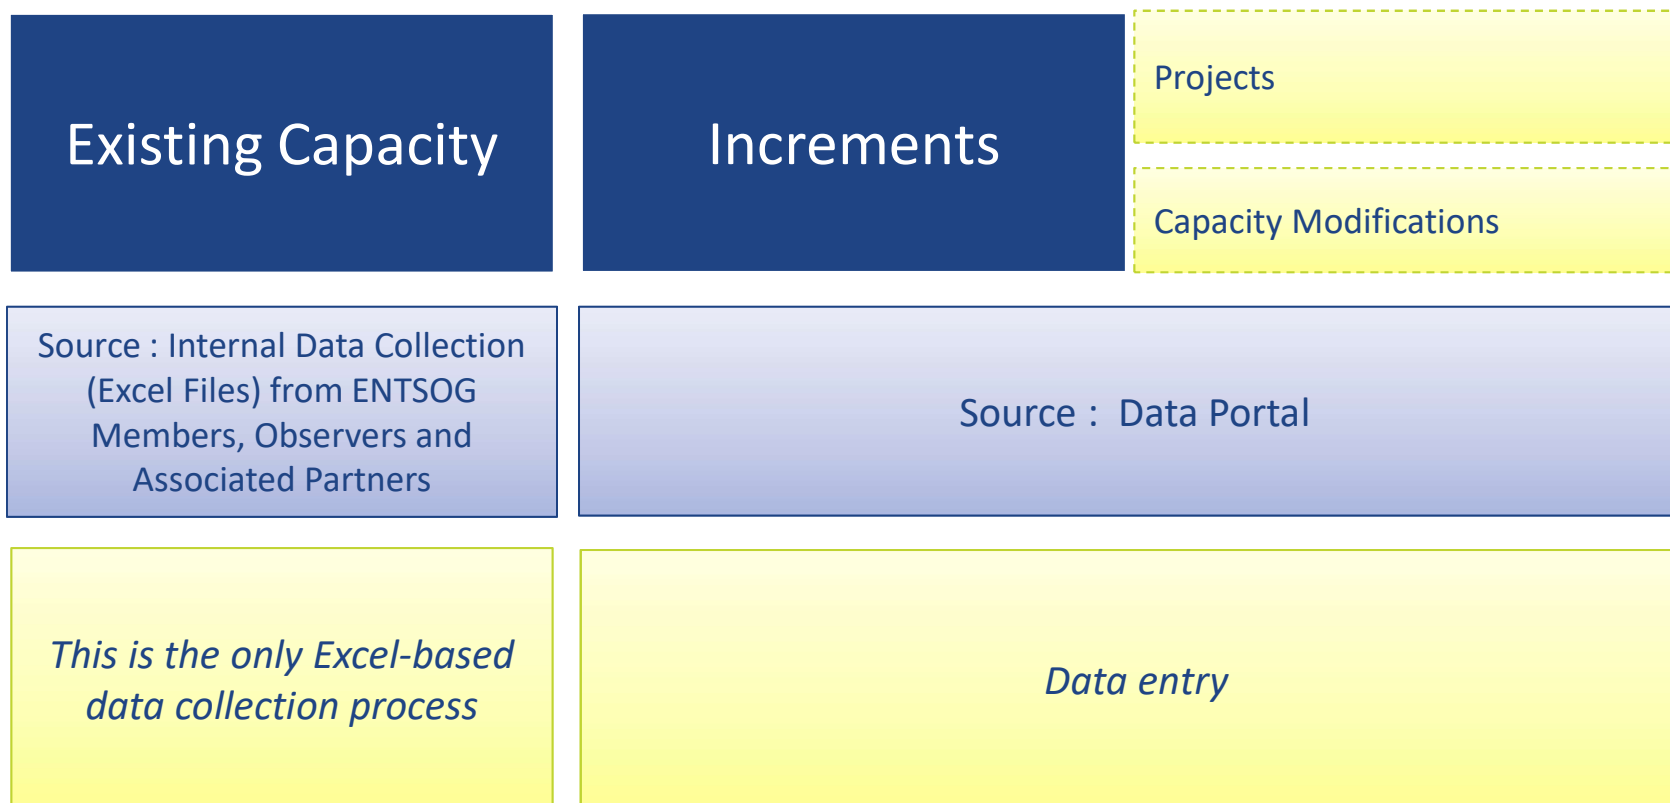 Existing Capacity
Increments
Projects
Capacity Modifications
Source : Internal Data Collection
(Excel Files) from ENTSOG
Members, Observers and
Associated Partners
Source :  Data Portal
This is the only Excel-based
data collection process
Data entry